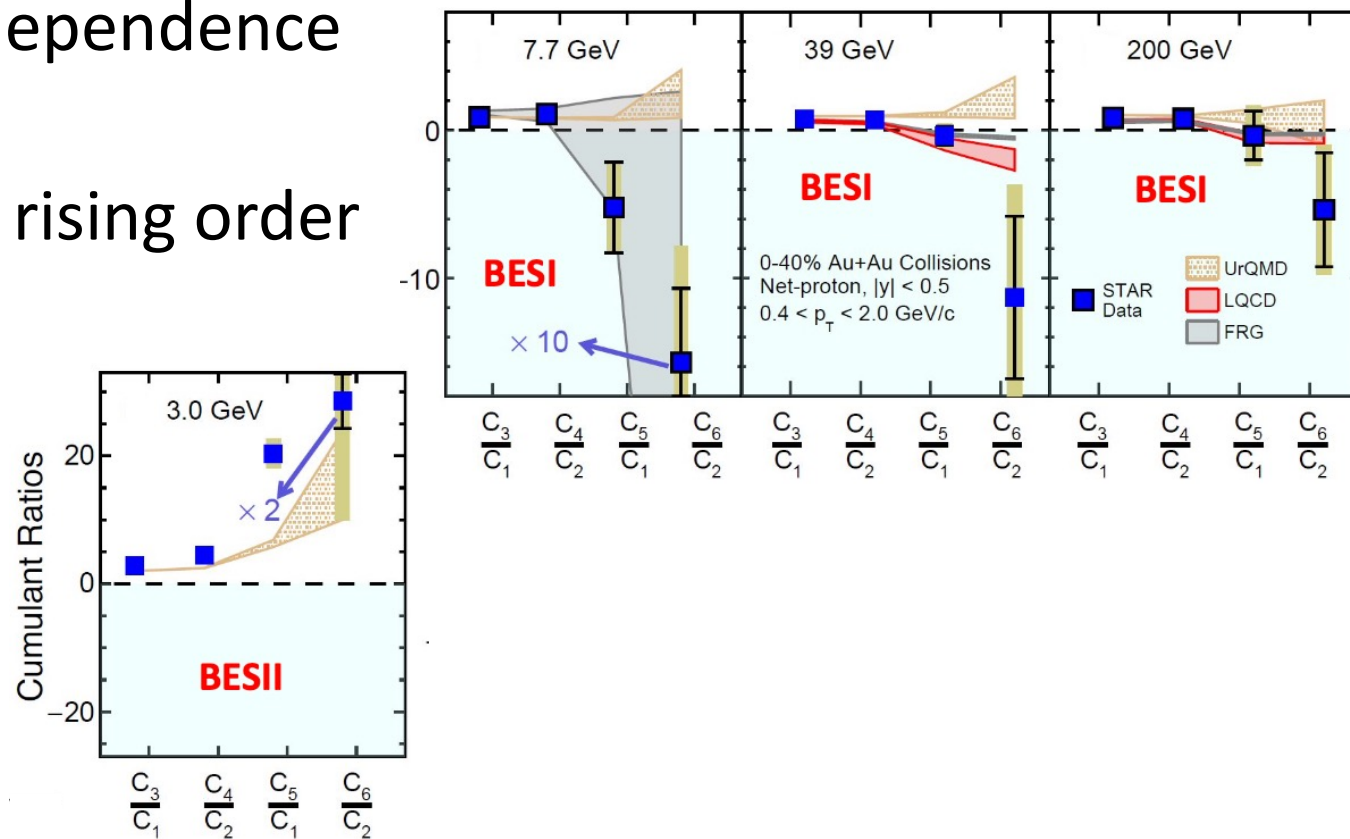 ependence
rising order
7.7 GeV
39 GeV
200 GeV
0
-10
BESI
BESI
BESI
× 10
0-40% Au+Au Collisions
Net-proton, |y| < 0.5
0.4 < p_T < 2.0 GeV/c
STAR
Data
UrQMD
LQCD
FRG
C3/C1 C4/C2 C5/C1 C6/C2
C3/C1 C4/C2 C5/C1 C6/C2
C3/C1 C4/C2 C5/C1 C6/C2
3.0 GeV
× 2
Cumulant Ratios
20
0
−20
BESII
C3/C1 C4/C2 C5/C1 C6/C2